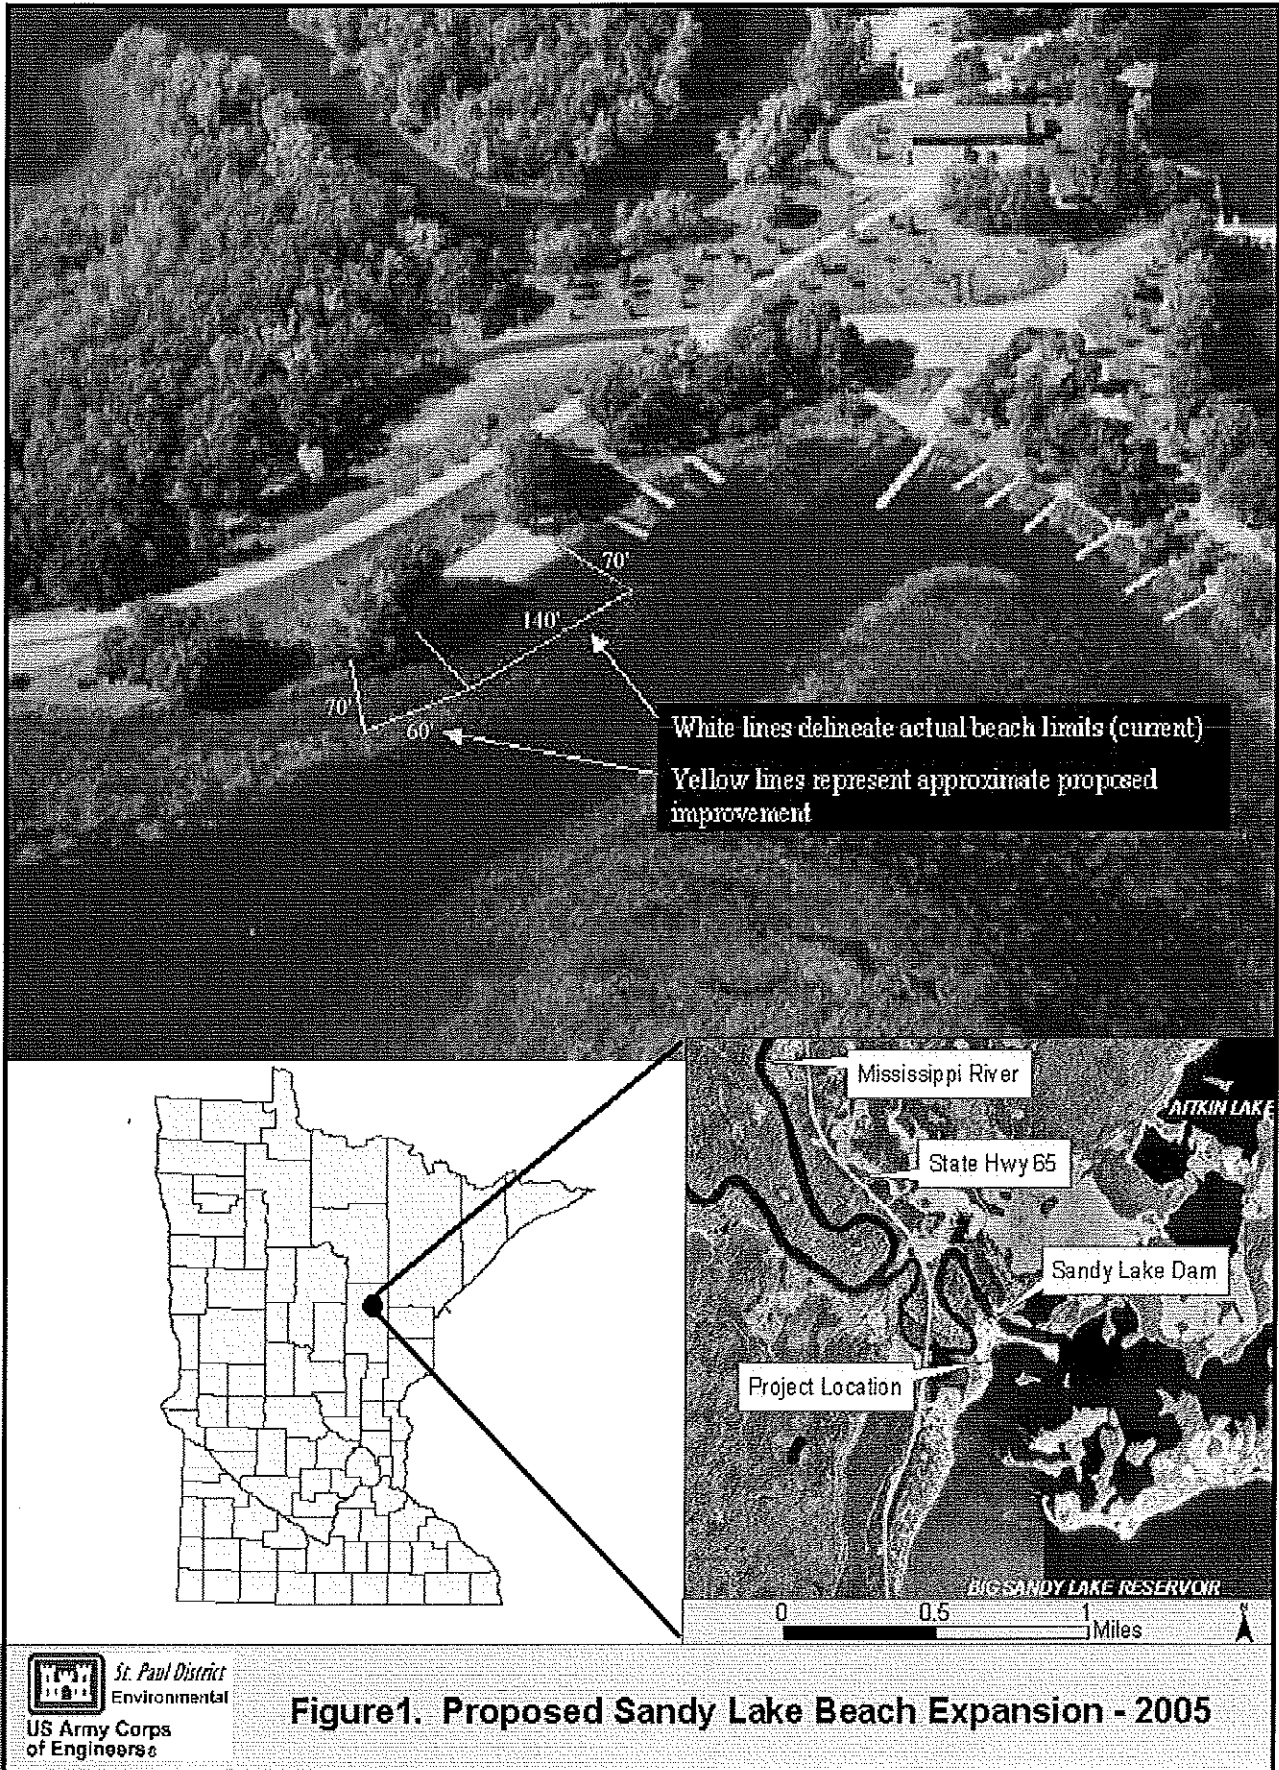 70'
140'
70'
60'
White lines delineate actual beach limits (current)
Yellow lines represent approximate proposed
improvement
Mississippi River
AITKIN LAKE
State Hwy 65
Sandy Lake Dam
Project Location
BIG SANDY LAKE RESERVOIR
0 0.5 1
Miles
N
St. Paul District
Environmental
US Army Corps
of Engineers®
Figure1. Proposed Sandy Lake Beach Expansion - 2005